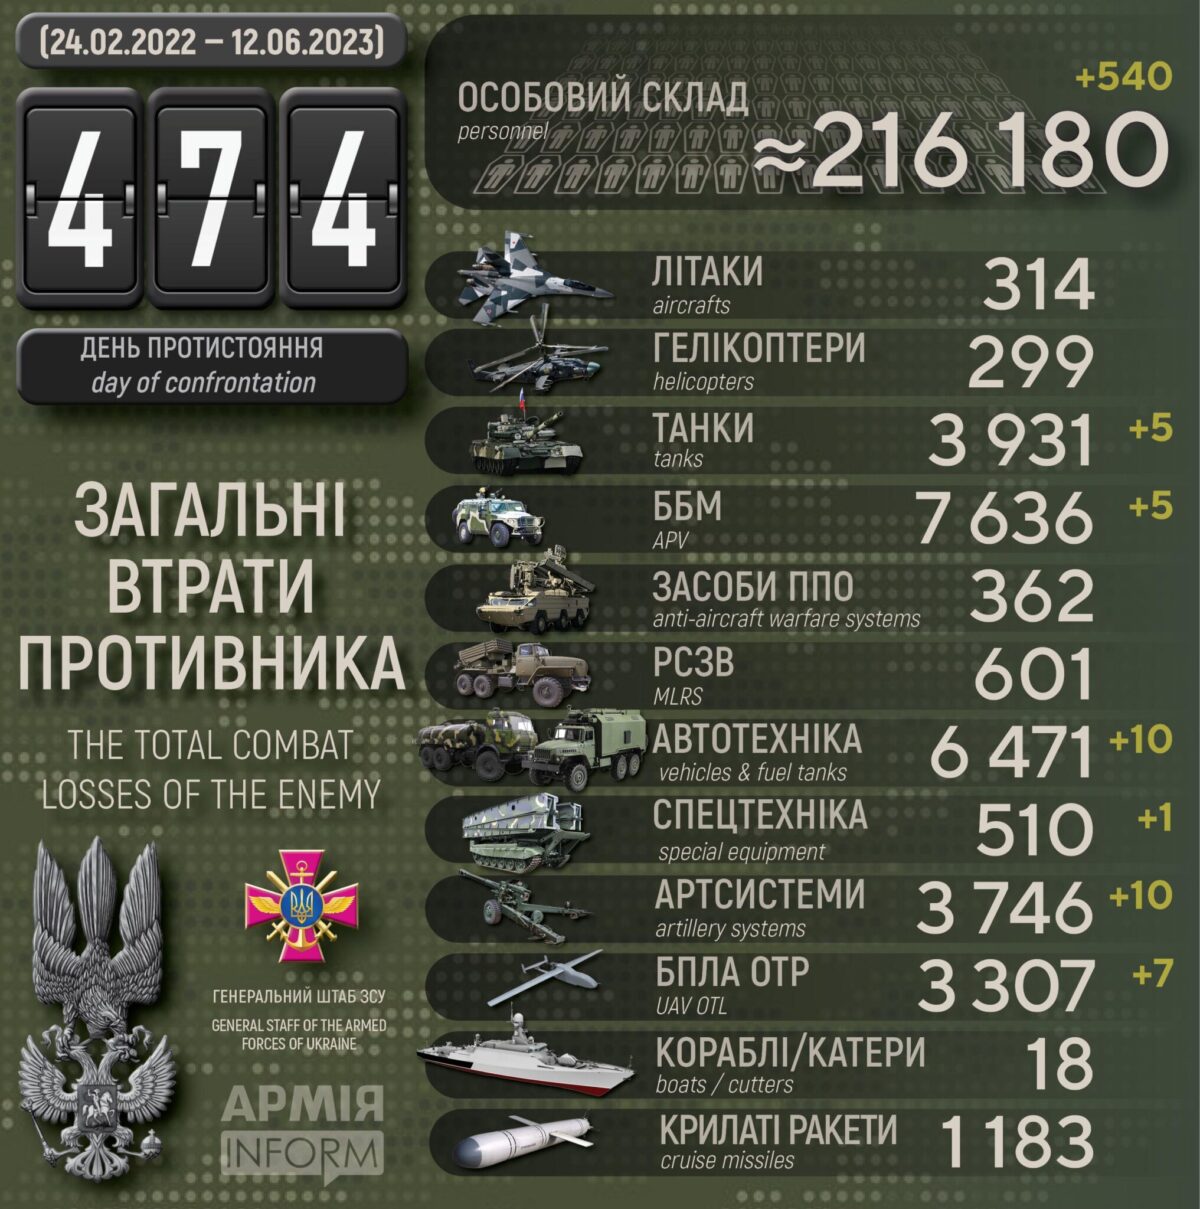 (24.02.2022 – 12.06.2023)
474
ДЕНЬ ПРОТИСТОЯННЯ
day of confrontation
ЗАГАЛЬНІ
ВТРАТИ
ПРОТИВНИКА
THE TOTAL COMBAT
LOSSES OF THE ENEMY
ГЕНЕРАЛЬНИЙ ШТАБ ЗСУ
GENERAL STAFF OF THE ARMED
FORCES OF UKRAINE
АРМІЯ
INFORM
+540
ОСОБОВИЙ СКЛАД
personnel
≈216 180
ЛІТАКИ
aircrafts
314
ГЕЛІКОПТЕРИ
helicopters
299
ТАНКИ
tanks
3 931 +5
ББМ
APV
7 636 +5
ЗАСОБИ ППО
anti-aircraft warfare systems
362
РСЗВ
MLRS
601
АВТОТЕХНІКА
vehicles & fuel tanks
6 471 +10
СПЕЦТЕХНІКА
special equipment
510 +1
АРТСИСТЕМИ
artillery systems
3 746 +10
БПЛА ОТР
UAV OTL
3 307 +7
КОРАБЛІ/КАТЕРИ
boats / cutters
18
КРИЛАТІ РАКЕТИ
cruise missiles
1 183